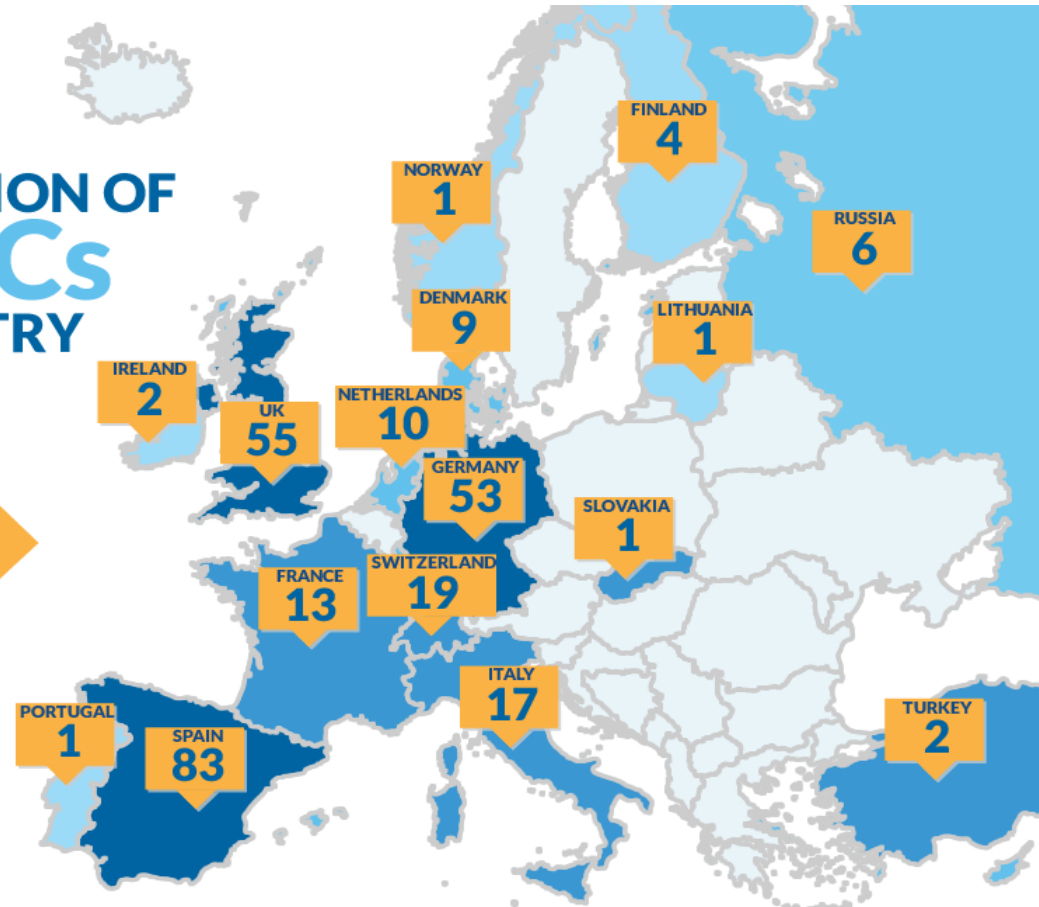 ION OF
Cs
TRY
FINLAND
4
NORWAY
1
RUSSIA
6
DENMARK
9
LITHUANIA
1
IRELAND
2
NETHERLANDS
10
UK
55
GERMANY
53
SLOVAKIA
1
SWITZERLAND
19
FRANCE
13
ITALY
17
PORTUGAL
1
SPAIN
83
TURKEY
2